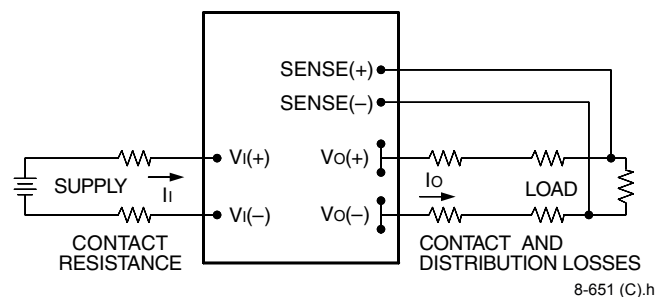 SENSE(+)
SENSE(–)
VI(+)
VO(+)
SUPPLY
II
IO
LOAD
VI(–)
VO(–)
CONTACT
RESISTANCE
CONTACT AND
DISTRIBUTION LOSSES
8-651 (C).h